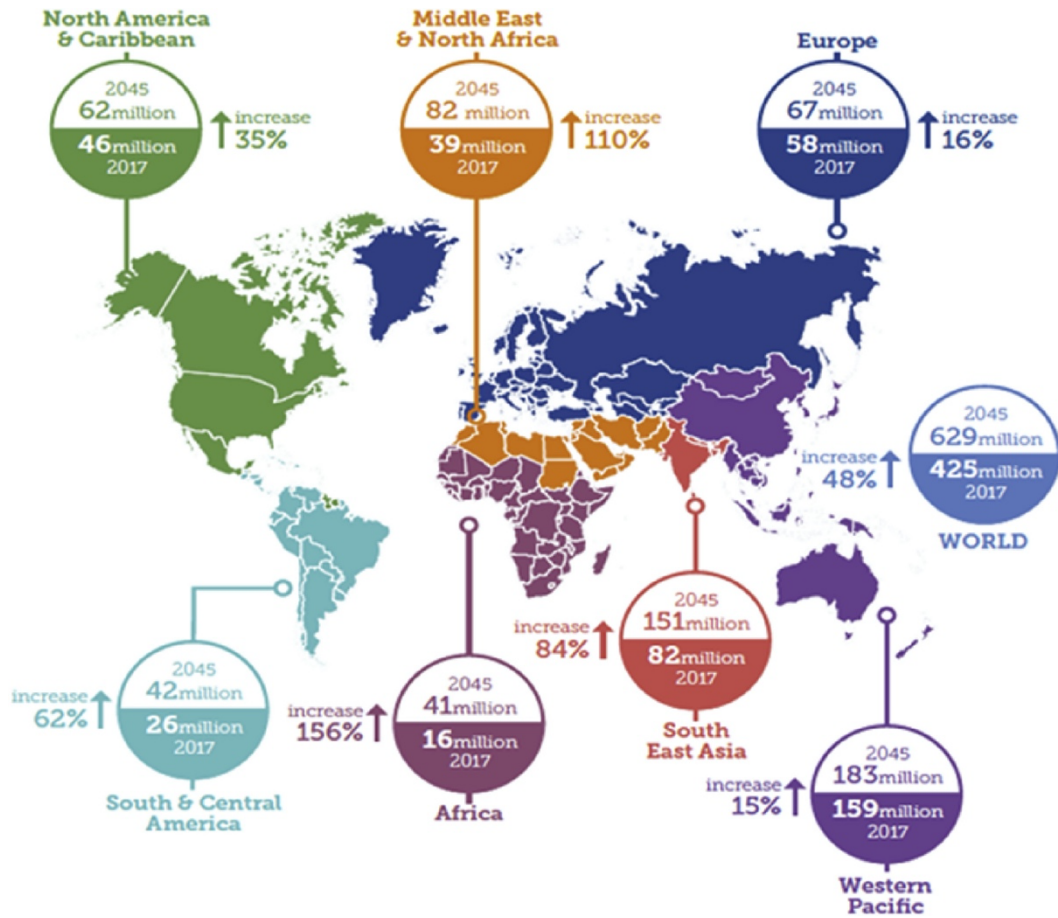 North America
& Caribbean
2045
62million
46million
2017
increase
35%
Middle East
& North Africa
2045
82 million
39million
2017
increase
110%
Europe
2045
67million
58million
2017
increase
16%
2045
629million
425million
2017
WORLD
increase
48%
2045
42million
26million
2017
South & Central
America
increase
62%
2045
41million
16million
2017
Africa
increase
156%
2045
151million
82million
2017
South
East Asia
increase
84%
2045
183million
159million
2017
Western
Pacific
increase
15%